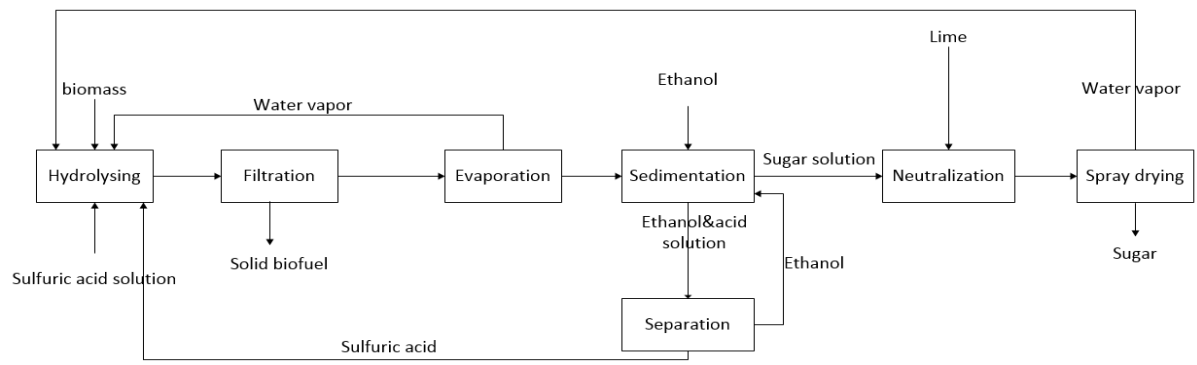 Lime
biomass
Ethanol
Water vapor
Water vapor
Hydrolysing
Filtration
Evaporation
Sedimentation
Sugar solution
Neutralization
Spray drying
Ethanol&acid
solution
Sulfuric acid solution
Solid biofuel
Ethanol
Sugar
Separation
Sulfuric acid